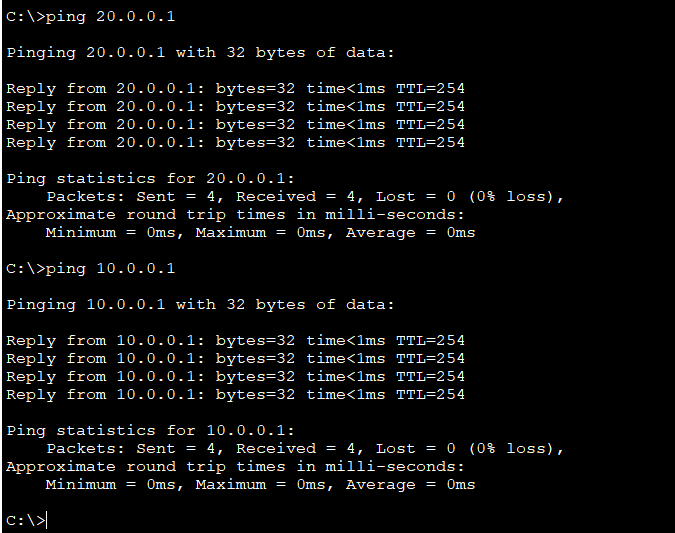 C:\>ping 20.0.0.1
Pinging 20.0.0.1 with 32 bytes of data:
Reply from 20.0.0.1: bytes=32 time<1ms TTL=254
Reply from 20.0.0.1: bytes=32 time<1ms TTL=254
Reply from 20.0.0.1: bytes=32 time<1ms TTL=254
Reply from 20.0.0.1: bytes=32 time<1ms TTL=254
Ping statistics for 20.0.0.1:
    Packets: Sent = 4, Received = 4, Lost = 0 (0% loss),
Approximate round trip times in milli-seconds:
    Minimum = 0ms, Maximum = 0ms, Average = 0ms
C:\>ping 10.0.0.1
Pinging 10.0.0.1 with 32 bytes of data:
Reply from 10.0.0.1: bytes=32 time<1ms TTL=254
Reply from 10.0.0.1: bytes=32 time<1ms TTL=254
Reply from 10.0.0.1: bytes=32 time<1ms TTL=254
Reply from 10.0.0.1: bytes=32 time<1ms TTL=254
Ping statistics for 10.0.0.1:
    Packets: Sent = 4, Received = 4, Lost = 0 (0% loss),
Approximate round trip times in milli-seconds:
    Minimum = 0ms, Maximum = 0ms, Average = 0ms
C:\>